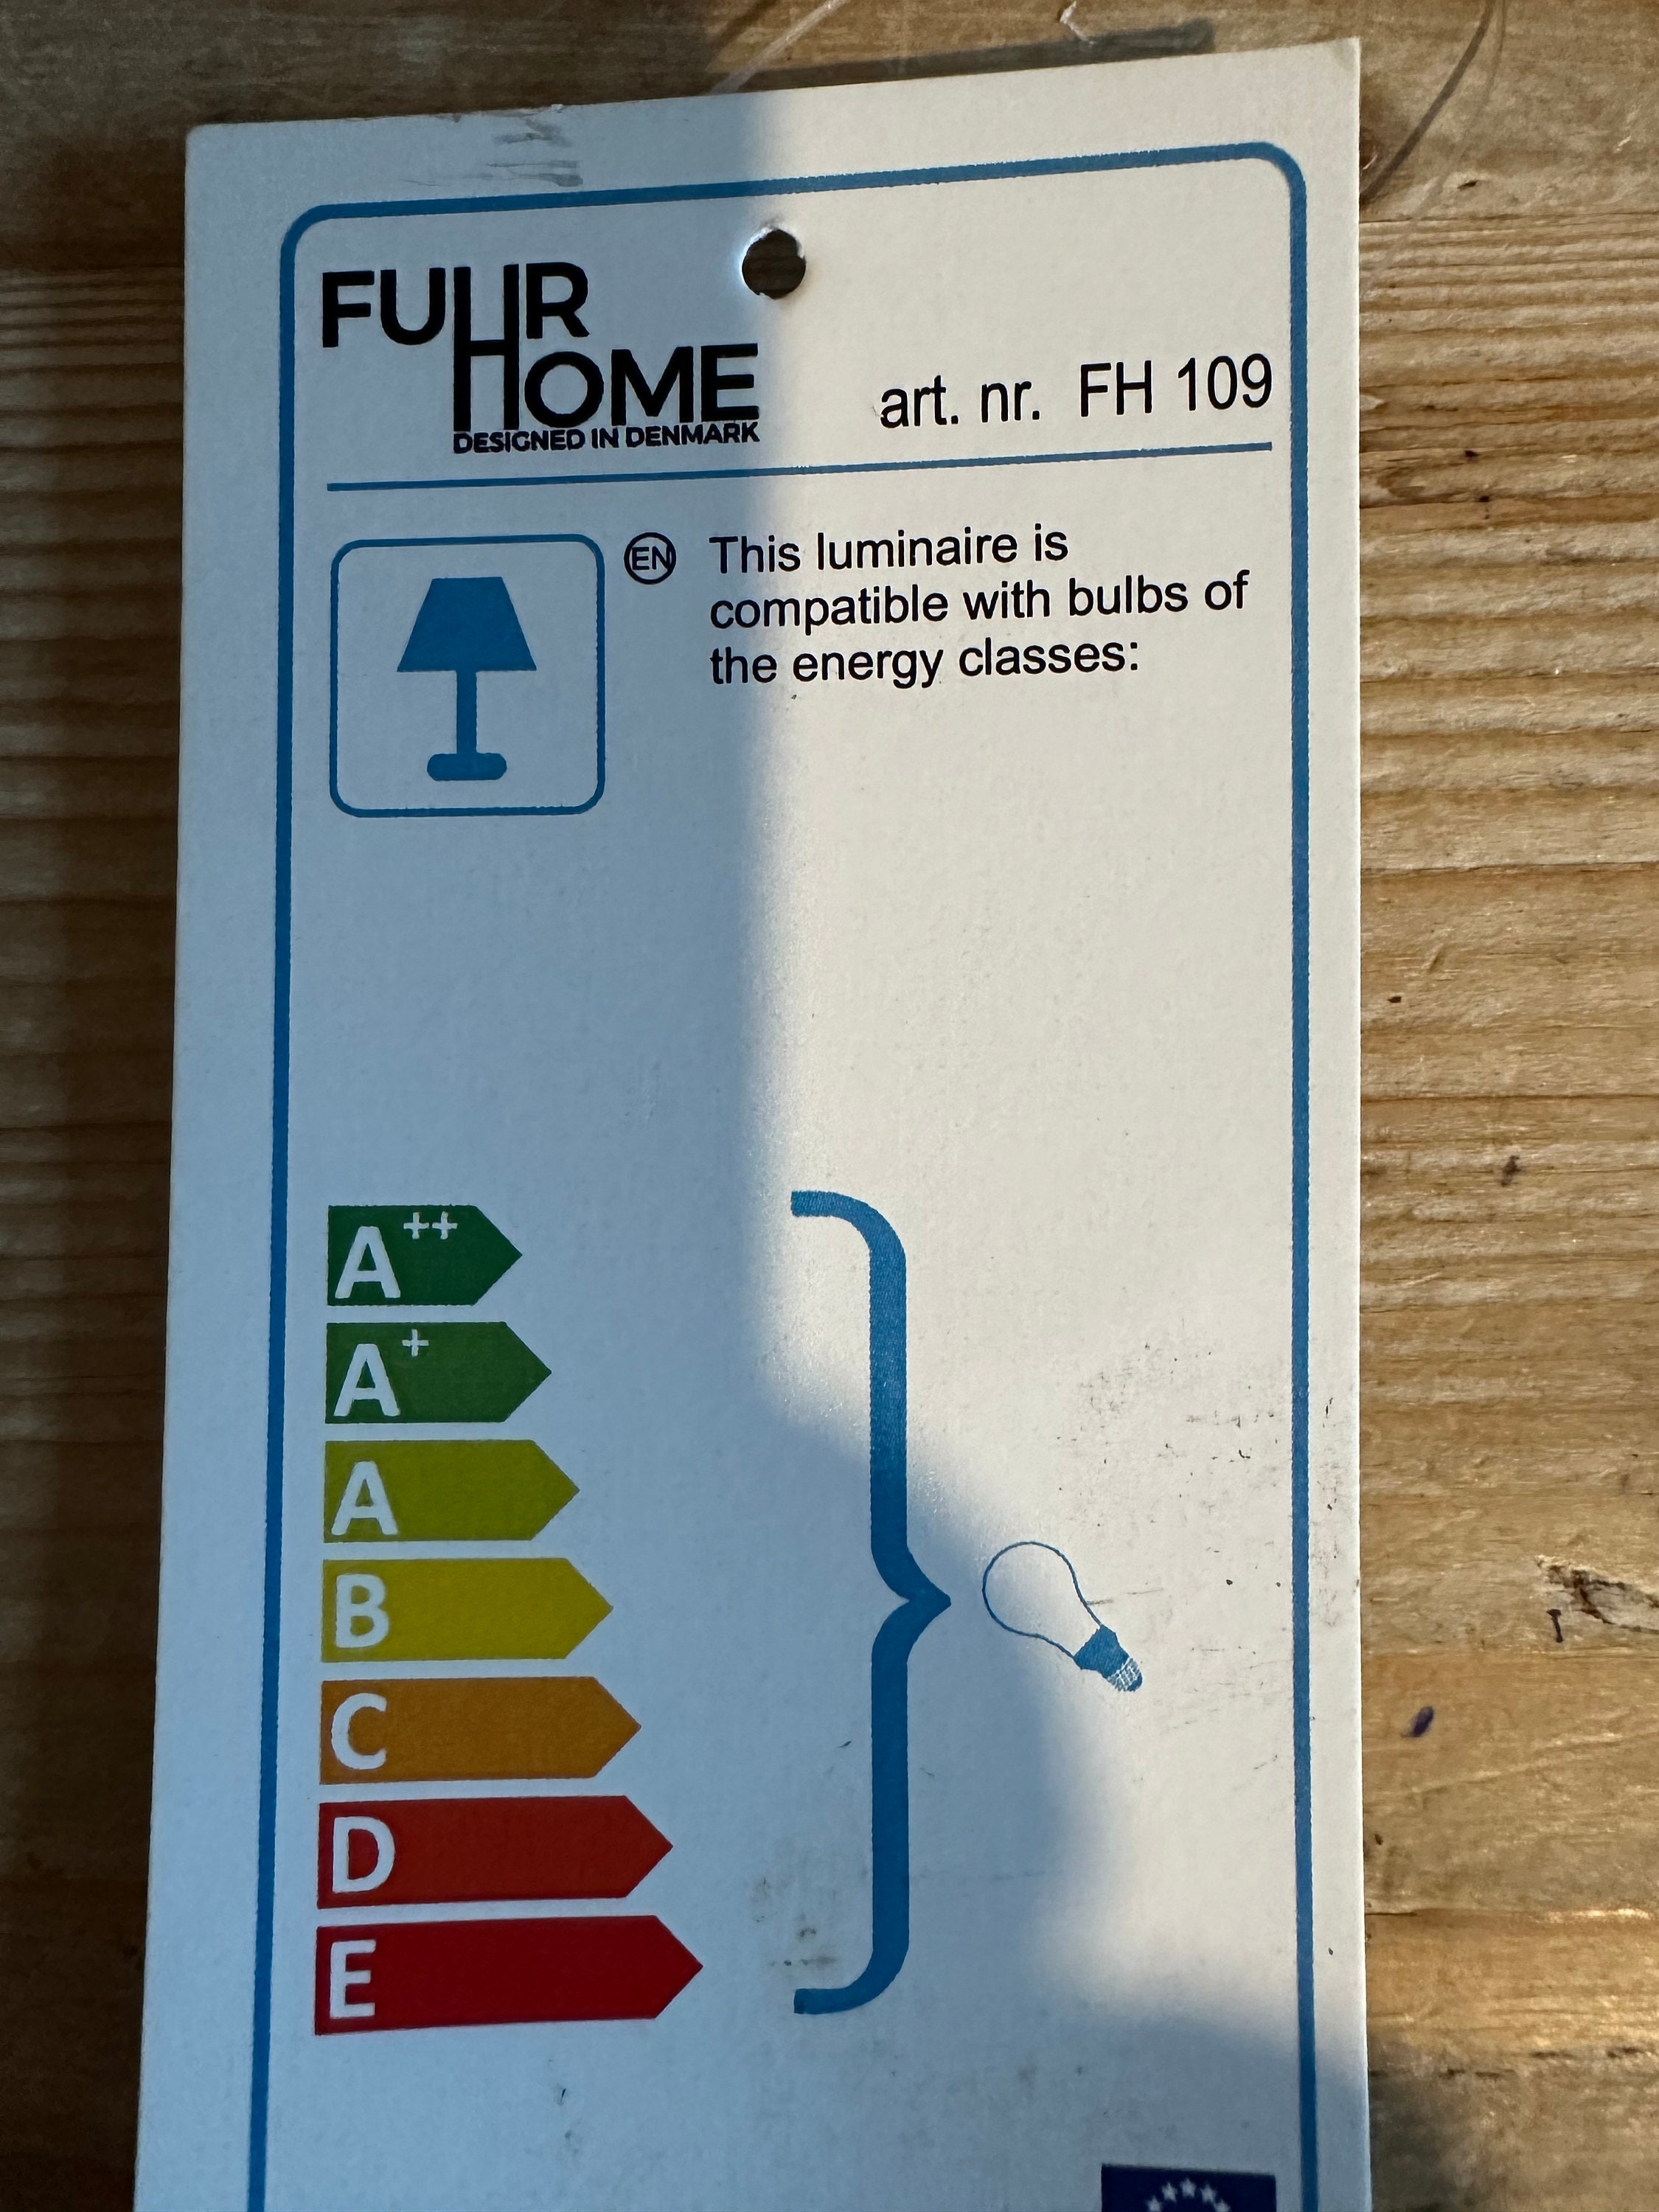 FUHR
HOME
DESIGNED IN DENMARK
art. nr. FH 109
EN This luminaire is
compatible with bulbs of
the energy classes:
A++
A+
A
B
C
D
E